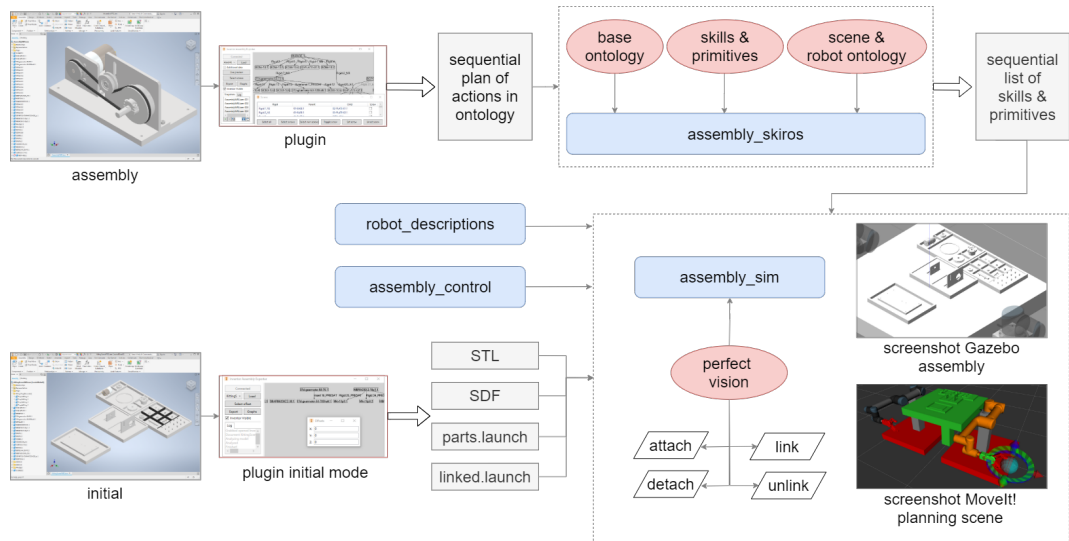 base
ontology
skills &
primitives
scene &
robot ontology
assembly_skiros
sequential
plan of
actions in
ontology
sequential
list of
skills &
primitives
plugin
assembly
robot_descriptions
assembly_control
assembly_sim
perfect
vision
attach
link
detach
unlink
STL
SDF
parts.launch
linked.launch
plugin initial mode
initial
screenshot Gazebo
assembly
screenshot MoveIt!
planning scene